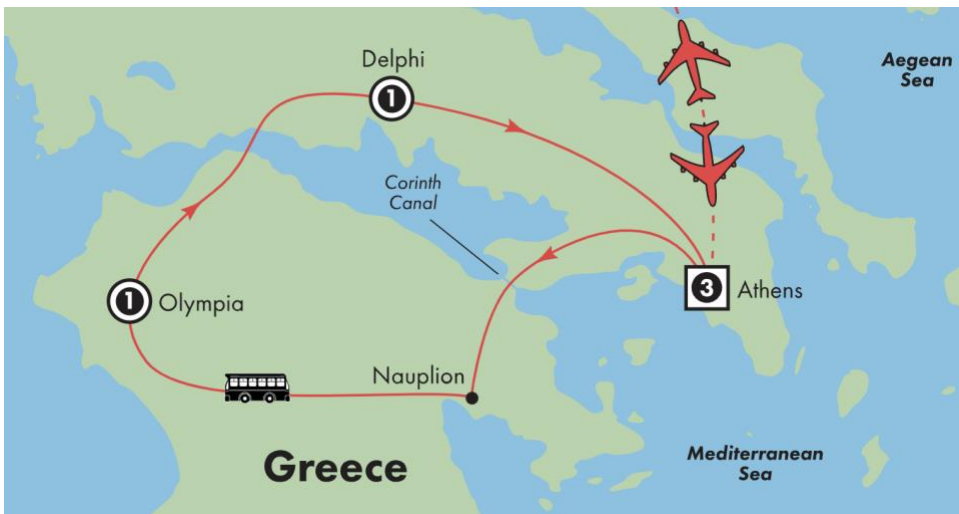 Delphi
1
Aegean
Sea
Corinth
Canal
1
Olympia
3
Athens
Nauplion
Greece
Mediterranean
Sea